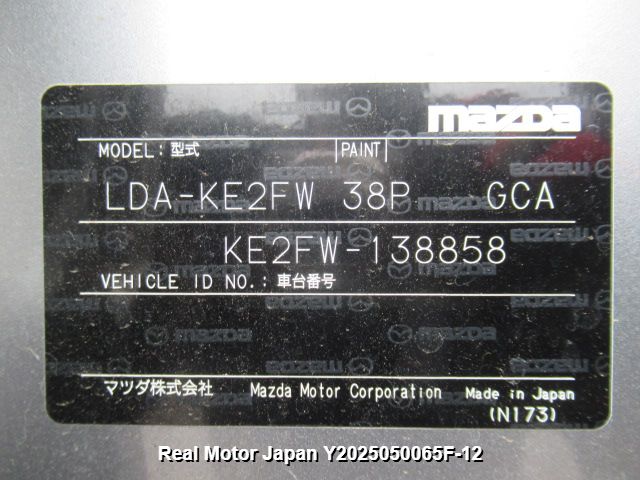 mazda
MODEL: 型式 PAINT
LDA-KE2FW 38P GCA
KE2FW-138858
VEHICLE ID NO.: 車台番号
マツダ株式会社 Mazda Motor Corporation Made in Japan
(N173)
Real Motor Japan Y2025050065F-12